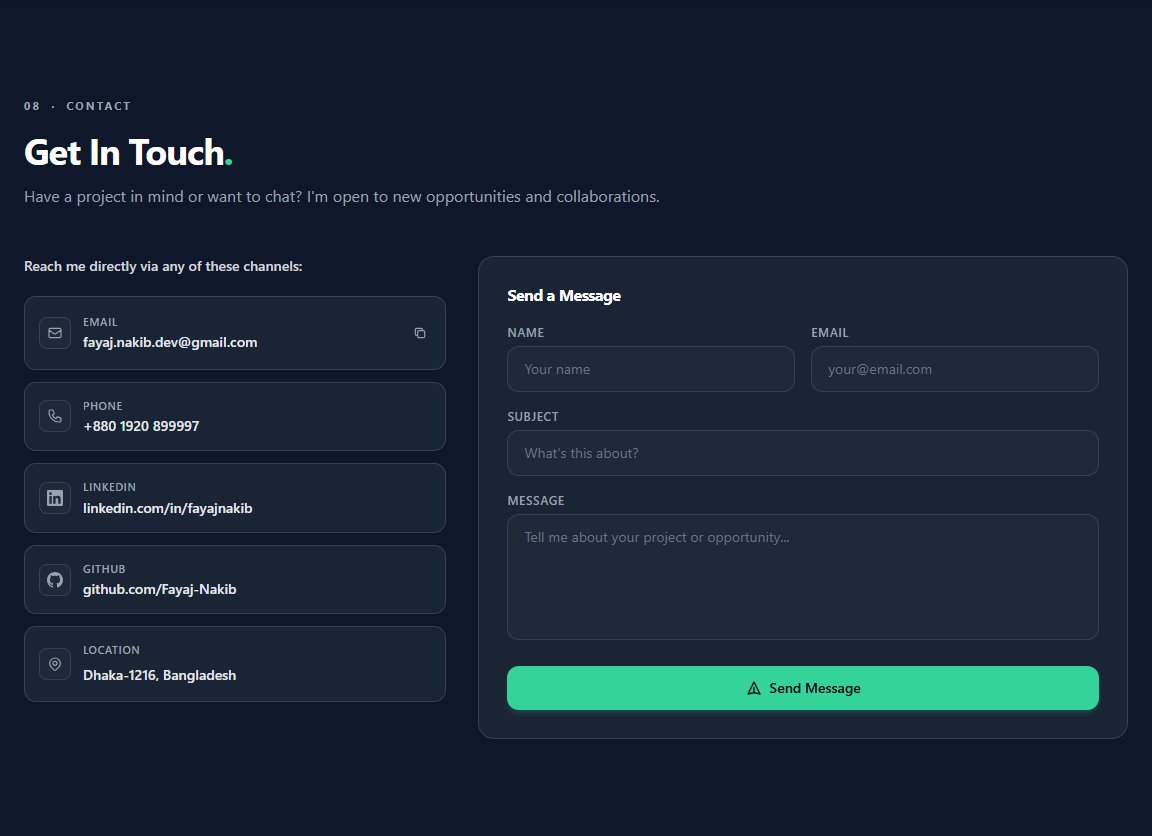 08 · CONTACT
Get In Touch.
Have a project in mind or want to chat? I'm open to new opportunities and collaborations.
Reach me directly via any of these channels:
EMAIL
fayaj.nakib.dev@gmail.com
PHONE
+880 1920 899997
LINKEDIN
linkedin.com/in/fayajnakib
GITHUB
github.com/Fayaj-Nakib
LOCATION
Dhaka-1216, Bangladesh
Send a Message
NAME
Your name
EMAIL
your@email.com
SUBJECT
What's this about?
MESSAGE
Tell me about your project or opportunity...
Send Message